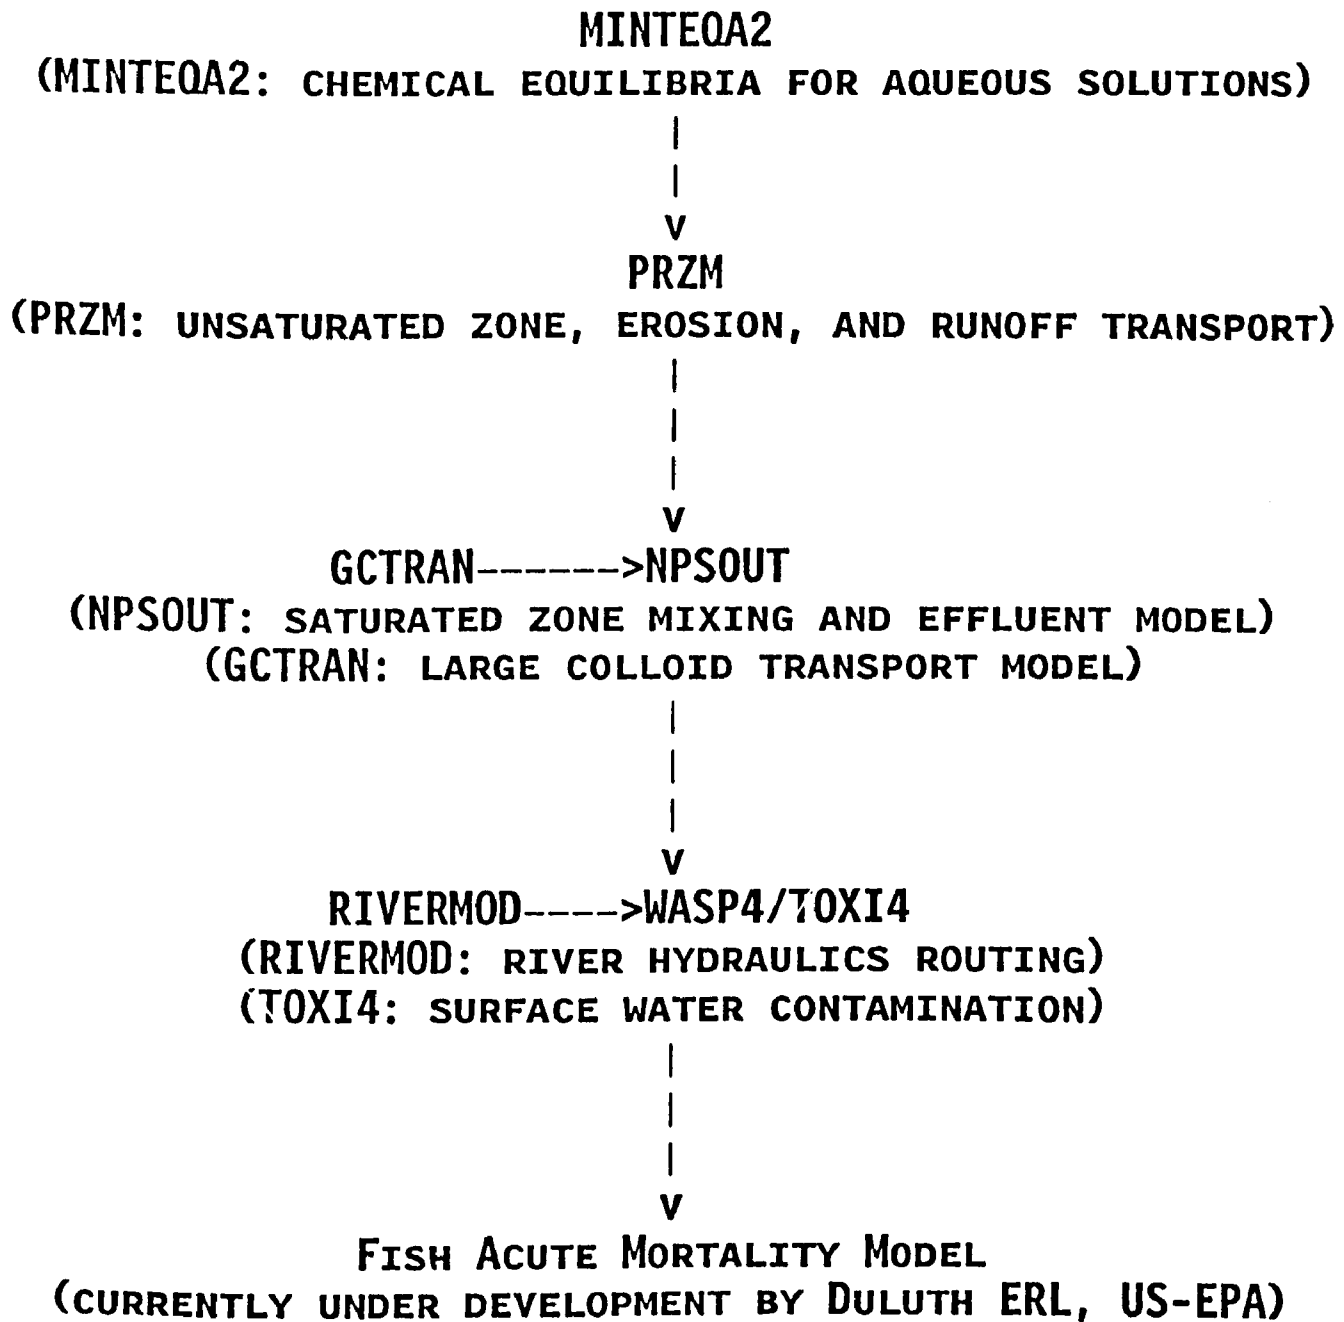 MINTEQA2
(MINTEQA2: CHEMICAL EQUILIBRIA FOR AQUEOUS SOLUTIONS)
|
|
V
PRZM
(PRZM: UNSATURATED ZONE, EROSION, AND RUNOFF TRANSPORT)
|
|
|
V
GCTRAN------>NPSOUT
(NPSOUT: SATURATED ZONE MIXING AND EFFLUENT MODEL)
(GCTRAN: LARGE COLLOID TRANSPORT MODEL)
|
|
|
V
RIVERMOD---->WASP4/TOXI4
(RIVERMOD: RIVER HYDRAULICS ROUTING)
(TOXI4: SURFACE WATER CONTAMINATION)
|
|
|
V
FISH ACUTE MORTALITY MODEL
(CURRENTLY UNDER DEVELOPMENT BY DULUTH ERL, US-EPA)